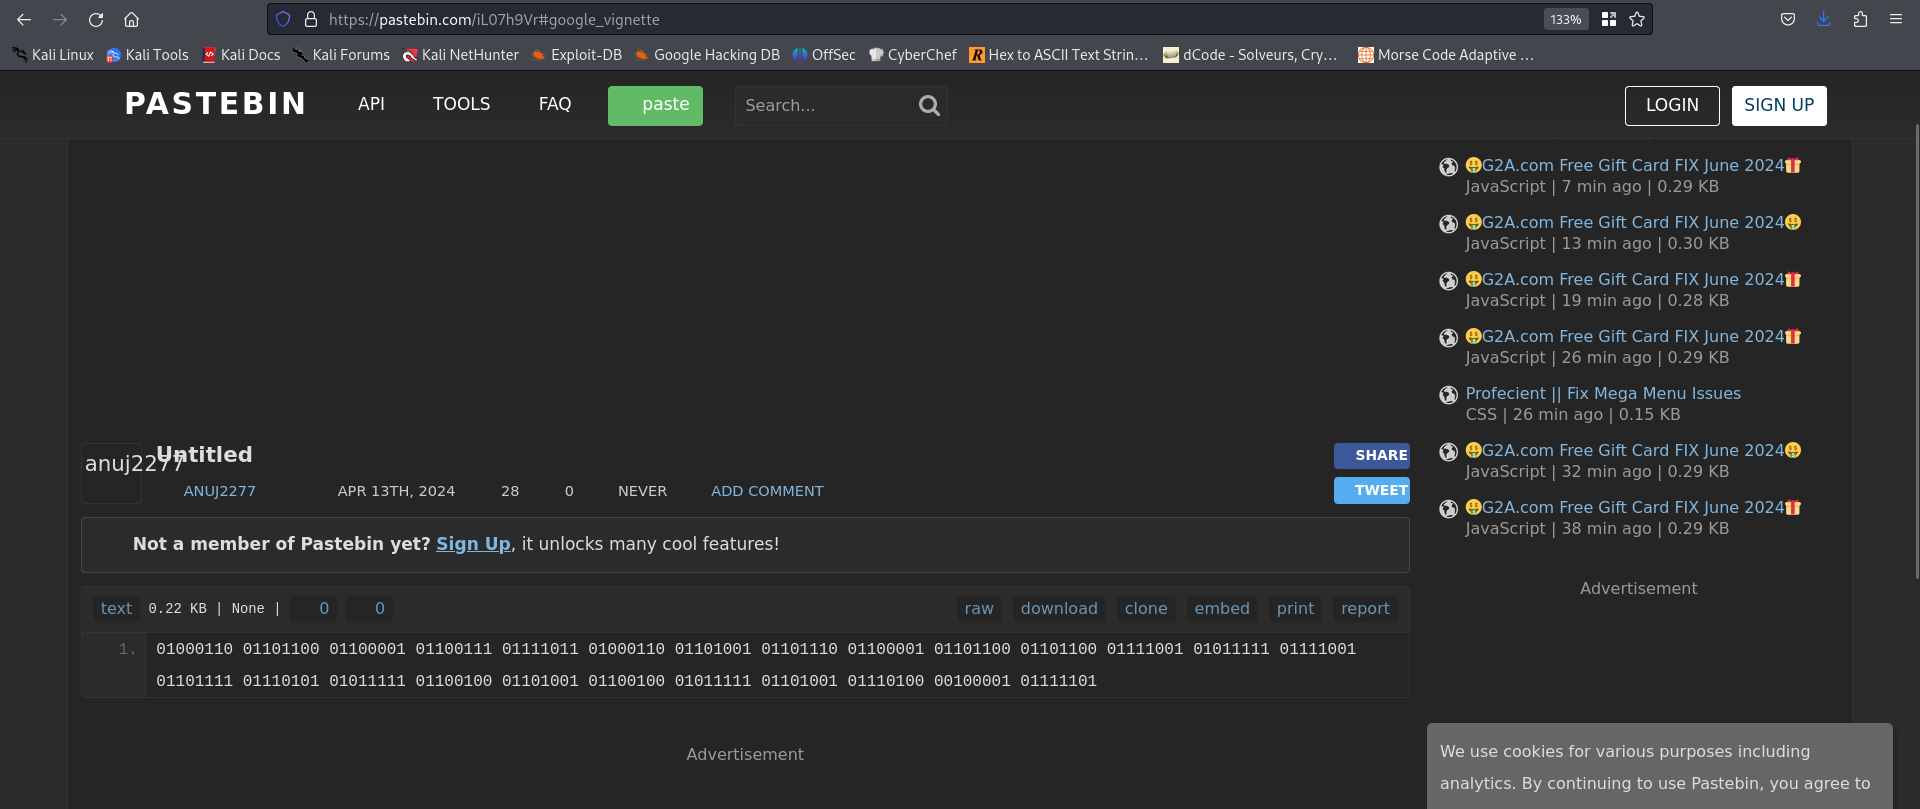 https://pastebin.com/iL07h9Vr#google_vignette
133%
Kali Linux Kali Tools Kali Docs Kali Forums Kali NetHunter Exploit-DB Google Hacking DB OffSec CyberChef Hex to ASCII Text Strin… dCode - Solveurs, Cry… Morse Code Adaptive …
PASTEBIN API TOOLS FAQ paste Search... LOGIN SIGN UP
🤑G2A.com Free Gift Card FIX June 2024🎁
JavaScript | 7 min ago | 0.29 KB
🤑G2A.com Free Gift Card FIX June 2024🤑
JavaScript | 13 min ago | 0.30 KB
🤑G2A.com Free Gift Card FIX June 2024🎁
JavaScript | 19 min ago | 0.28 KB
🤑G2A.com Free Gift Card FIX June 2024🎁
JavaScript | 26 min ago | 0.29 KB
Profecient || Fix Mega Menu Issues
CSS | 26 min ago | 0.15 KB
🤑G2A.com Free Gift Card FIX June 2024🤑
JavaScript | 32 min ago | 0.29 KB
🤑G2A.com Free Gift Card FIX June 2024🎁
JavaScript | 38 min ago | 0.29 KB
Advertisement
anuj2277
Untitled
SHARE
ANUJ2277 APR 13TH, 2024 28 0 NEVER ADD COMMENT
TWEET
Not a member of Pastebin yet? Sign Up, it unlocks many cool features!
text 0.22 KB | None | 0 0 raw download clone embed print report
1. 01000110 01101100 01100001 01100111 01111011 01000110 01101001 01101110 01100001 01101100 01101100 01111001 01011111 01111001
01101111 01110101 01011111 01100100 01101001 01100100 01011111 01101001 01110100 00100001 01111101
Advertisement
We use cookies for various purposes including
analytics. By continuing to use Pastebin, you agree to